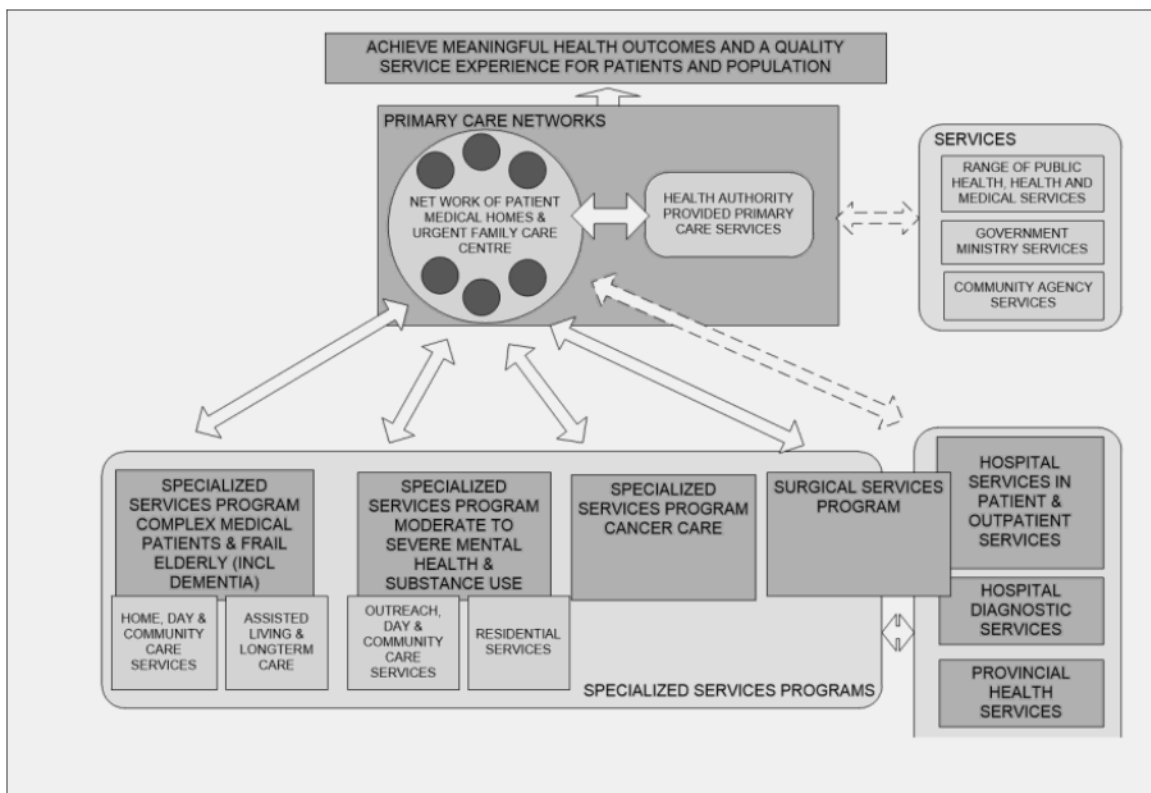 ACHIEVE MEANINGFUL HEALTH OUTCOMES AND A QUALITY
SERVICE EXPERIENCE FOR PATIENTS AND POPULATION
PRIMARY CARE NETWORKS
NET WORK OF PATIENT
MEDICAL HOMES &
URGENT FAMILY CARE
CENTRE
HEALTH AUTHORITY
PROVIDED PRIMARY
CARE SERVICES
SERVICES
RANGE OF PUBLIC
HEALTH, HEALTH AND
MEDICAL SERVICES
GOVERNMENT
MINISTRY SERVICES
COMMUNITY AGENCY
SERVICES
SPECIALIZED
SERVICES PROGRAM
COMPLEX MEDICAL
PATIENTS & FRAIL
ELDERLY (INCL
DEMENTIA)
HOME, DAY &
COMMUNITY
CARE
SERVICES
ASSISTED
LIVING &
LONGTERM
CARE
SPECIALIZED
SERVICES PROGRAM
MODERATE TO
SEVERE MENTAL
HEALTH &
SUBSTANCE USE
OUTREACH,
DAY &
COMMUNITY
CARE
SERVICES
RESIDENTIAL
SERVICES
SPECIALIZED
SERVICES PROGRAM
CANCER CARE
SURGICAL SERVICES
PROGRAM
SPECIALIZED SERVICES PROGRAMS
HOSPITAL
SERVICES IN
PATIENT &
OUTPATIENT
SERVICES
HOSPITAL
DIAGNOSTIC
SERVICES
PROVINCIAL
HEALTH
SERVICES